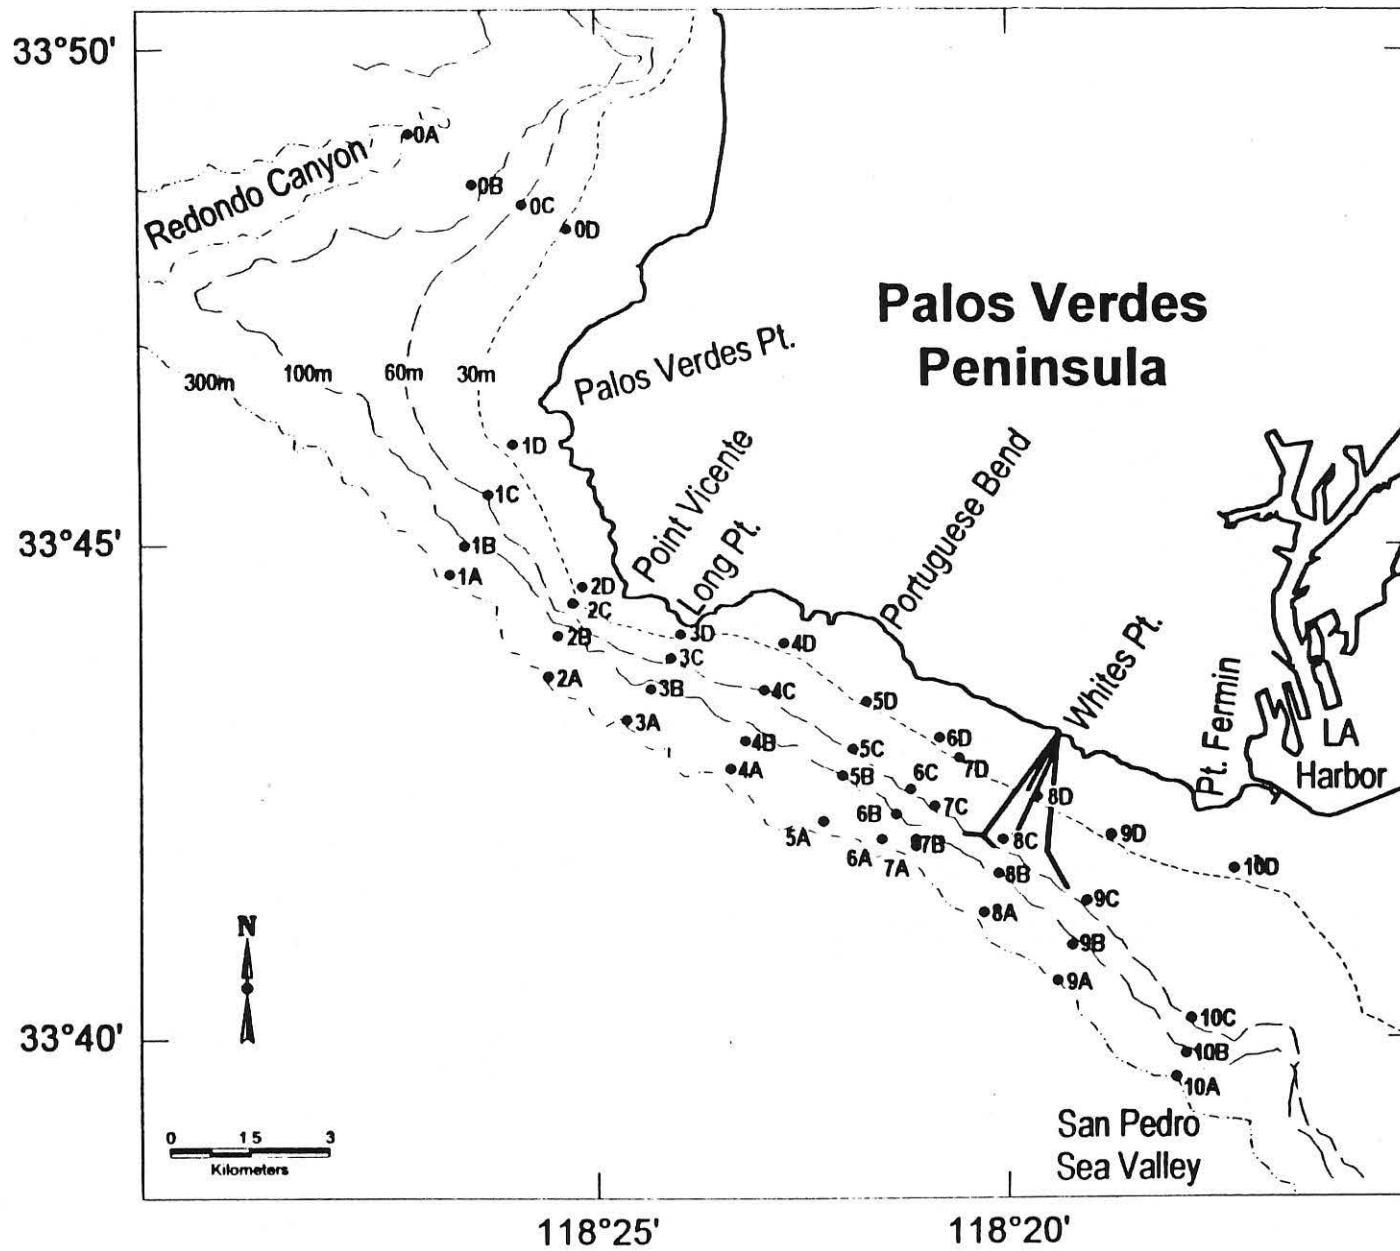 33°50'
0A
Redondo Canyon
0B
0C
0D
Palos Verdes
Peninsula
Palos Verdes Pt.
300m
100m
60m
30m
1D
Point Vicente
Portuguese Bend
1C
Long Pt.
33°45'
1B
1A
2D
2C
2B
3D
4D
3C
2A
3B
4C
5D
Whites Pt.
Pt. Fermin
3A
LA
Harbor
4B
5C
6D
4A
5B
6C
7D
7C
8D
6B
5A
9D
8C
7B
6A
7A
10D
8B
9C
8A
N
9B
9A
10C
33°40'
10B
10A
San Pedro
Sea Valley
0 1 5 3
Kilometers
118°25'
118°20'